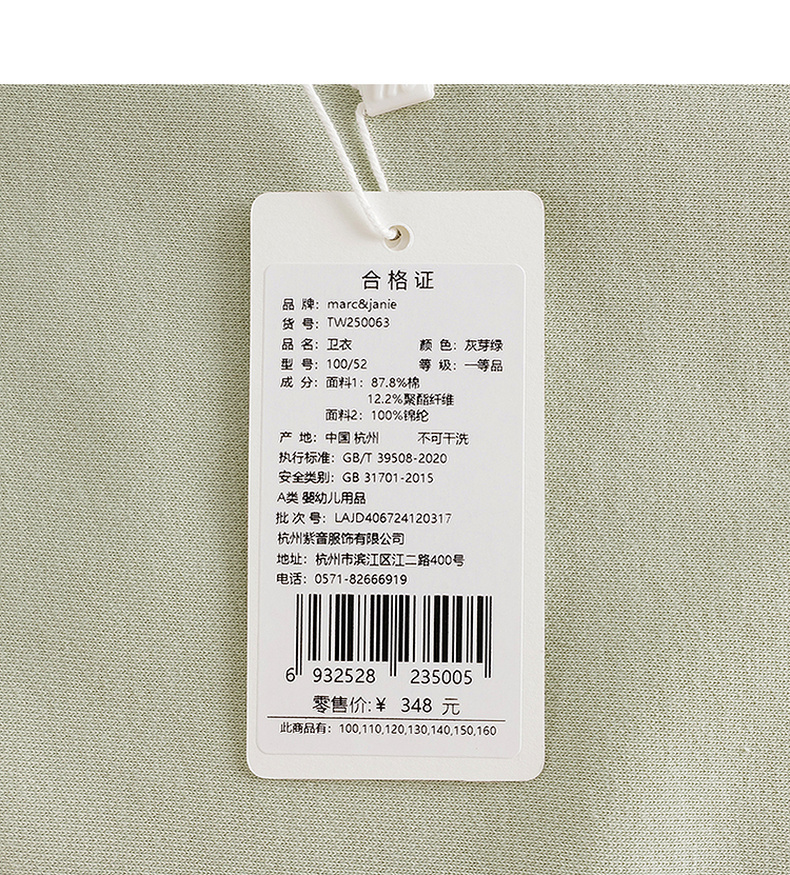 合格证
品 牌：marc&janie
货 号：TW250063
品 名：卫衣 颜 色：灰芽绿
型 号：100/52 等 级：一等品
成 分：面料1：87.8%棉
12.2%聚酯纤维
面料2：100%锦纶
产 地：中国 杭州 不可干洗
执行标准：GB/T 39508-2020
安全类别：GB 31701-2015
A类 婴幼儿用品
批 次 号：LAJD406724120317
杭州紫音服饰有限公司
地址：杭州市滨江区江二路400号
电话：0571-82666919
6 932528 235005
零售价:¥ 348 元
此商品有：100,110,120,130,140,150,160